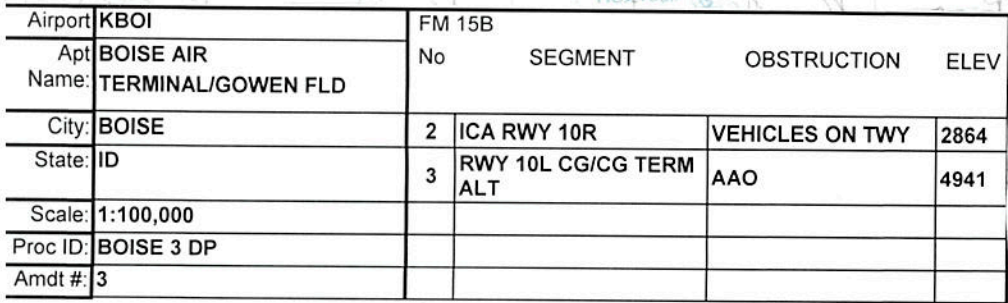 Airport KBOI
Apt BOISE AIR
Name: TERMINAL/GOWEN FLD
City: BOISE
State: ID
Scale: 1:100,000
Proc ID: BOISE 3 DP
Amdt #: 3
FM 15B
No SEGMENT OBSTRUCTION ELEV
2 ICA RWY 10R VEHICLES ON TWY 2864
3 RWY 10L CG/CG TERM ALT AAO 4941